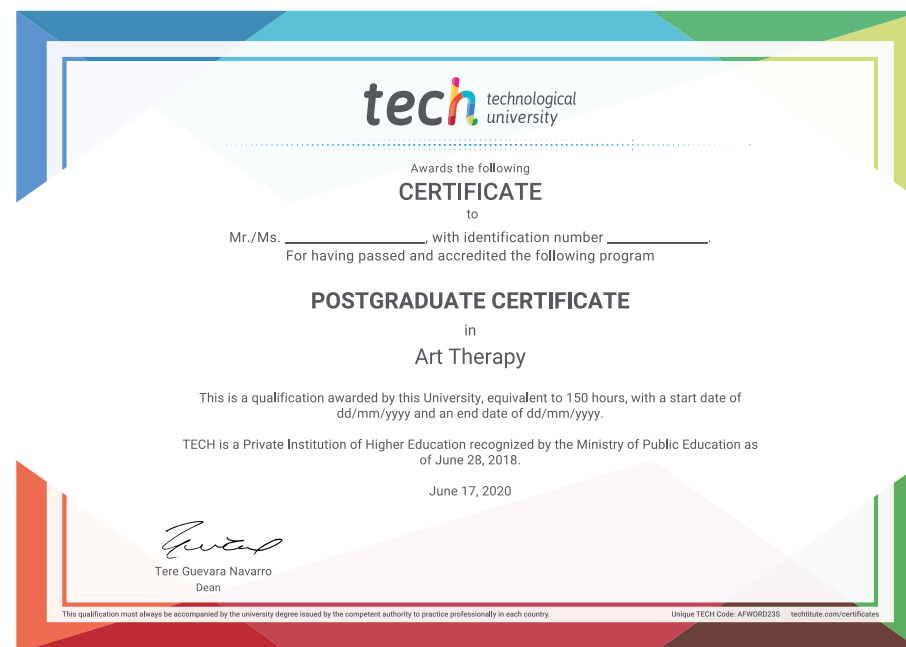 tech technological
university
Awards the following
CERTIFICATE
to
Mr./Ms. ____________________, with identification number ______________.
For having passed and accredited the following program
POSTGRADUATE CERTIFICATE
in
Art Therapy
This is a qualification awarded by this University, equivalent to 150 hours, with a start date of
dd/mm/yyyy and an end date of dd/mm/yyyy.
TECH is a Private Institution of Higher Education recognized by the Ministry of Public Education as
of June 28, 2018.
June 17, 2020
Tere Guevara Navarro
Dean
This qualification must always be accompanied by the university degree issued by the competent authority to practice professionally in each country.
Unique TECH Code: AFWORD23S techtitute.com/certificates